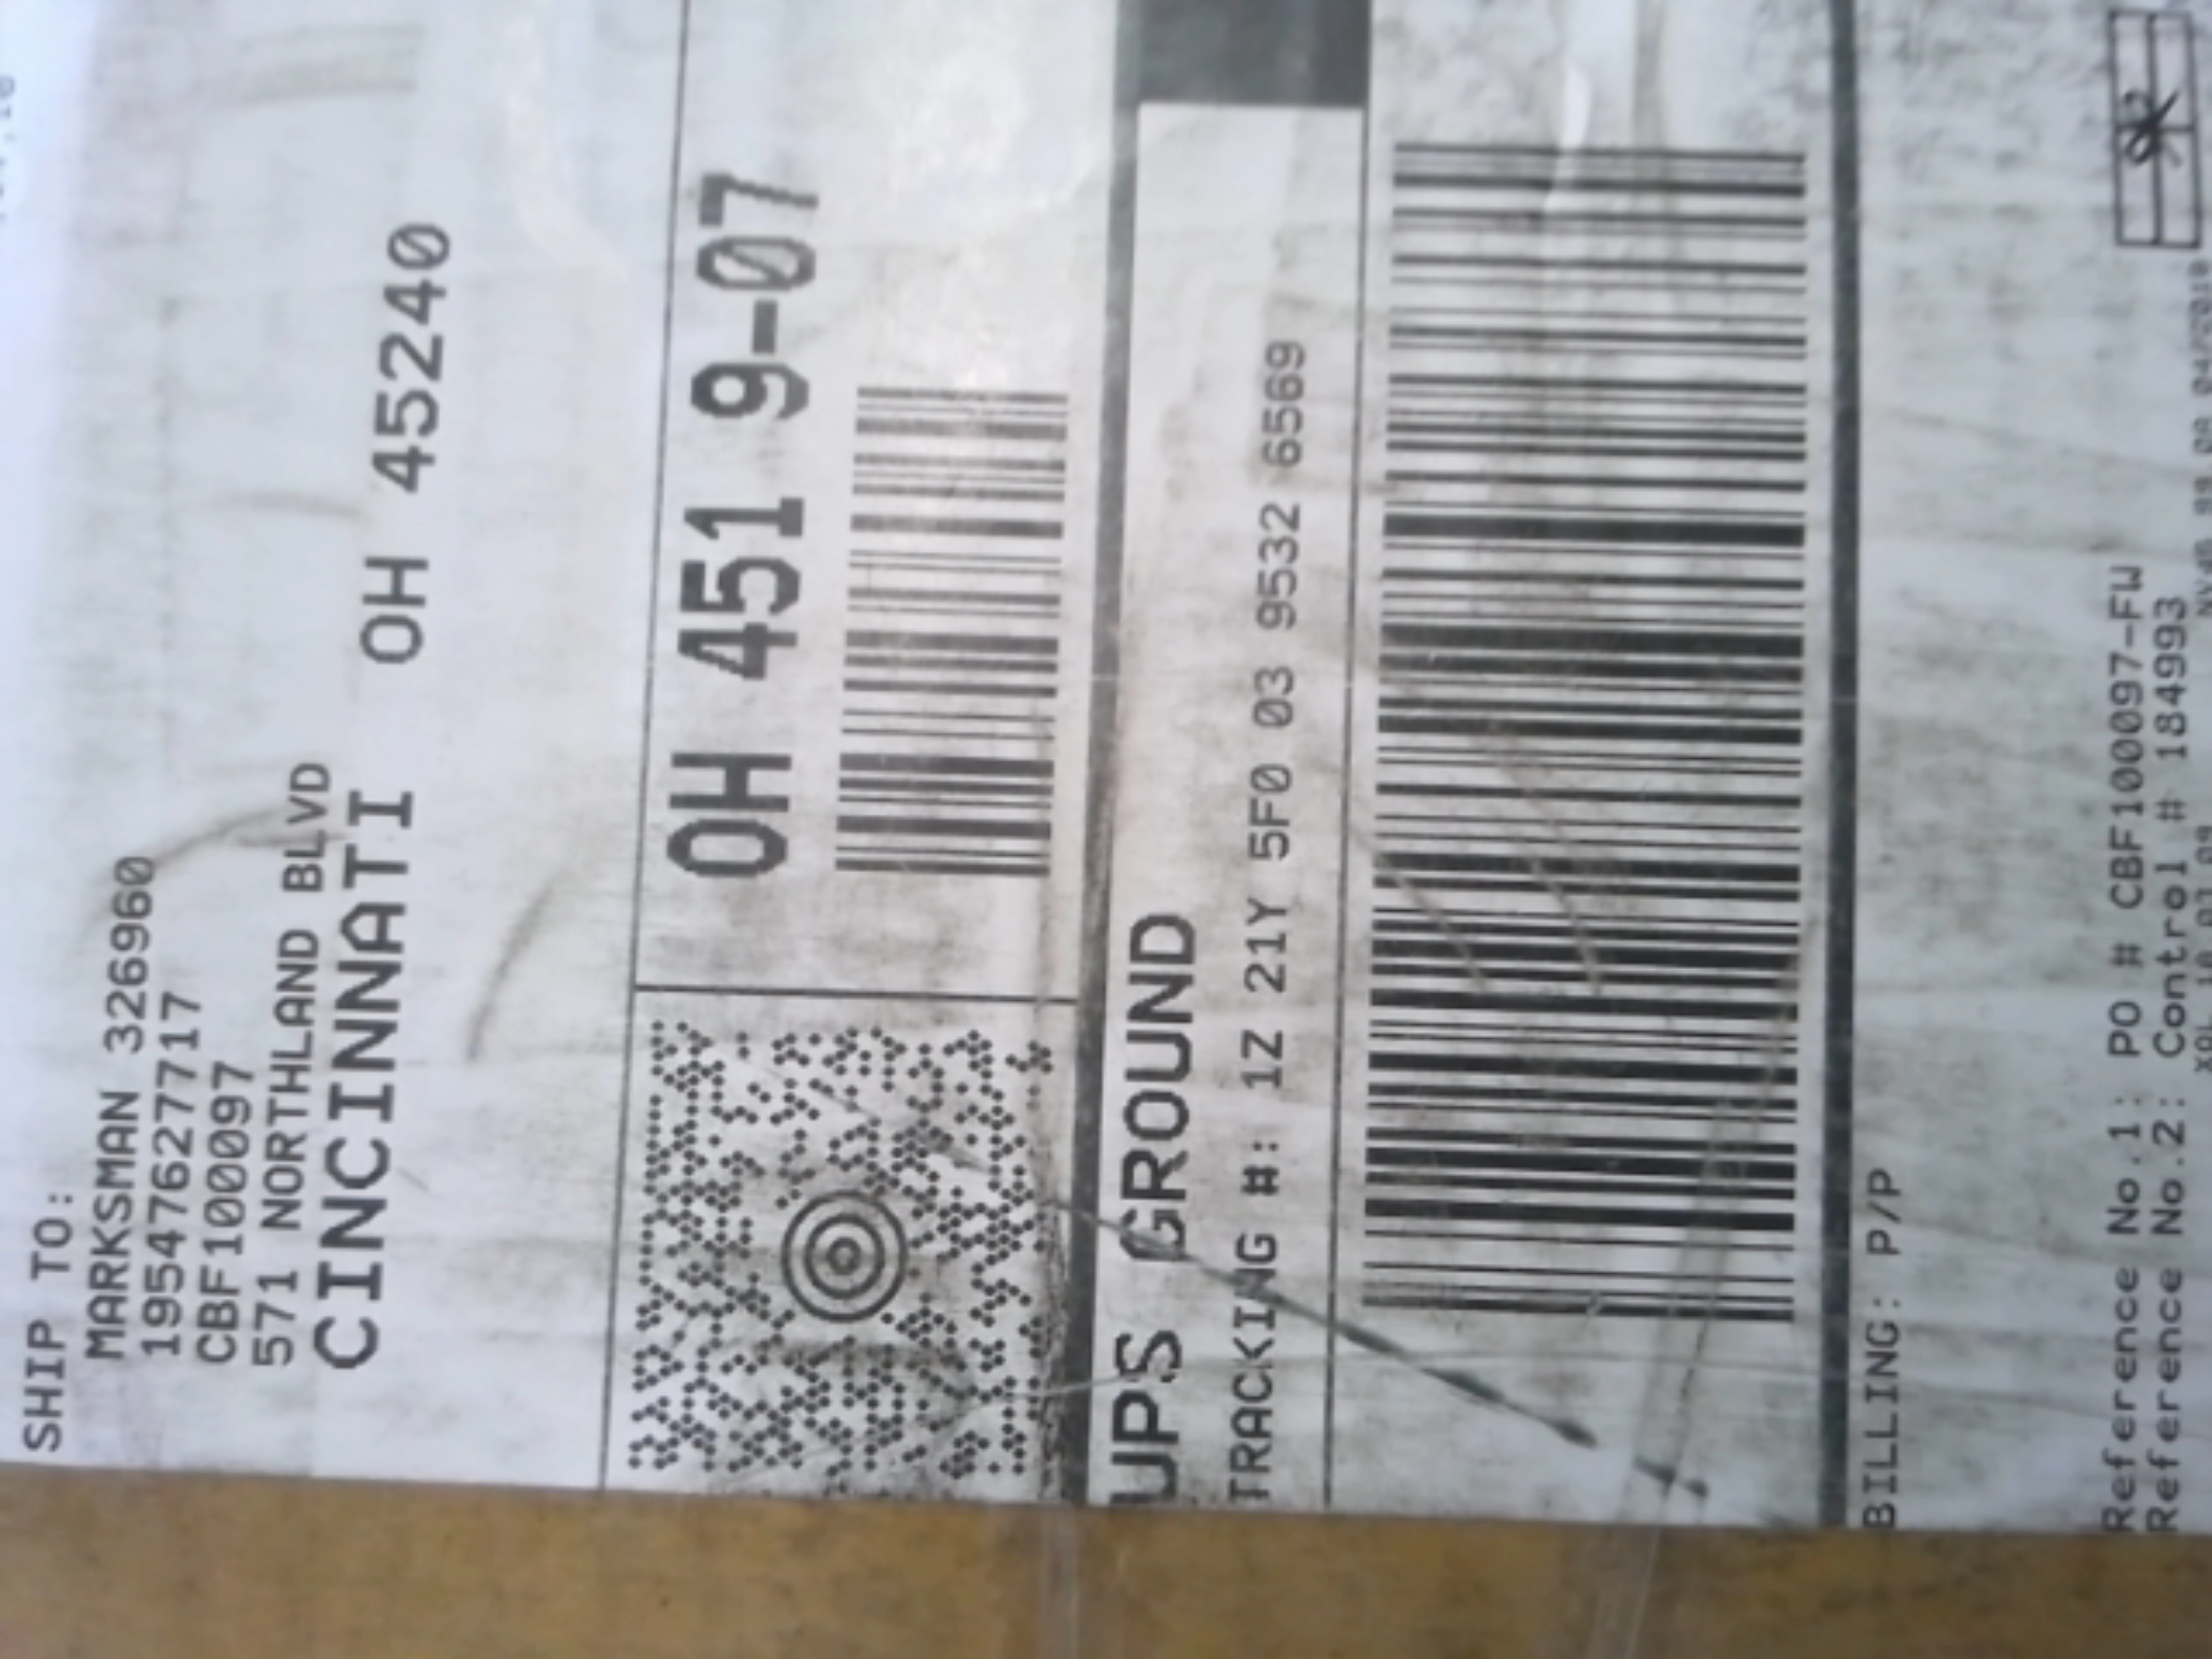 SHIP TO:
MARKSMAN 326960
19547627717
CBF100097
571 NORTHLAND BLVD
CINCINNATI OH 45240
OH 451 9-07
UPS GROUND
TRACKING #: 1Z 21Y 5F0 03 9532 6569
BILLING: P/P
Reference No.1: PO # CBF100097-FW
Reference No.2: Control # 184993